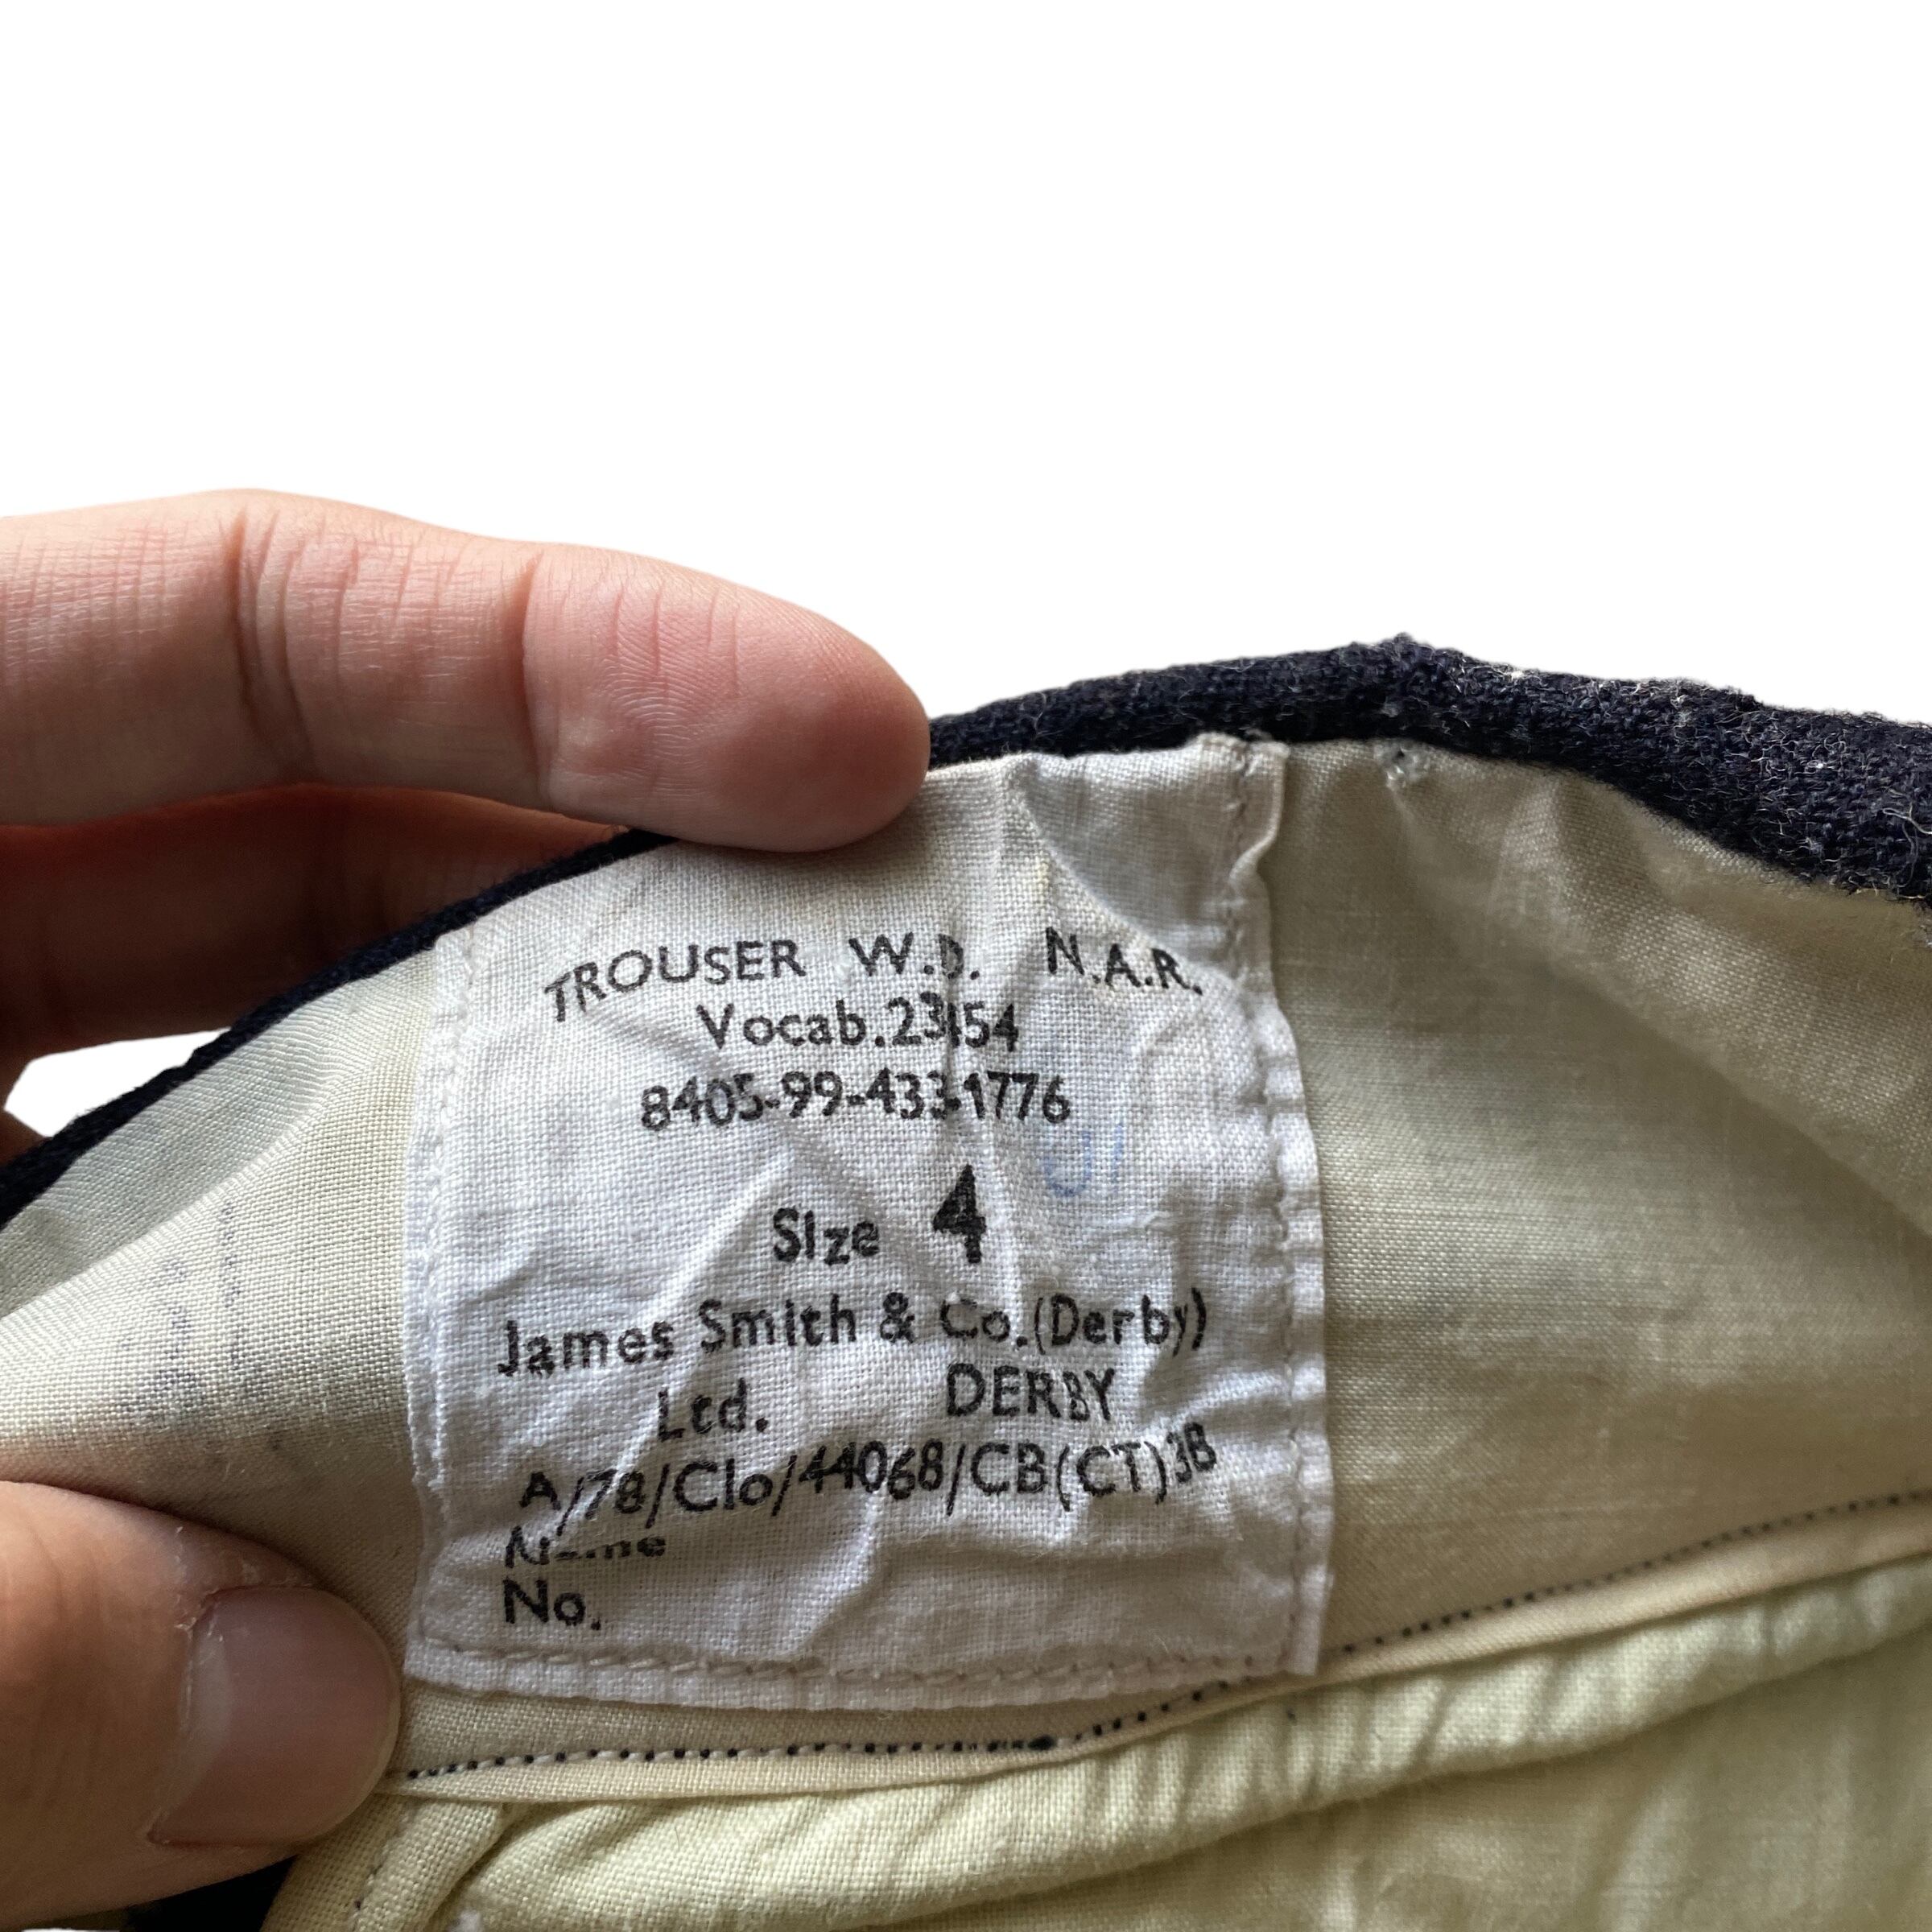 TROUSER W.D. N.A.R.
Vocab.23454
8405-99-433-1776
Size 4
James Smith & Co.(Derby)
Ltd. DERBY
A/78/Clo/44068/CB(CT)3B
Name
No.